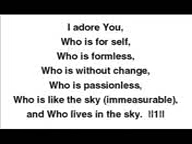 I adore You,
Who is for self,
Who is formless,
Who is without change,
Who is passionless,
Who is like the sky (immeasurable),
and Who lives in the sky. ||1||